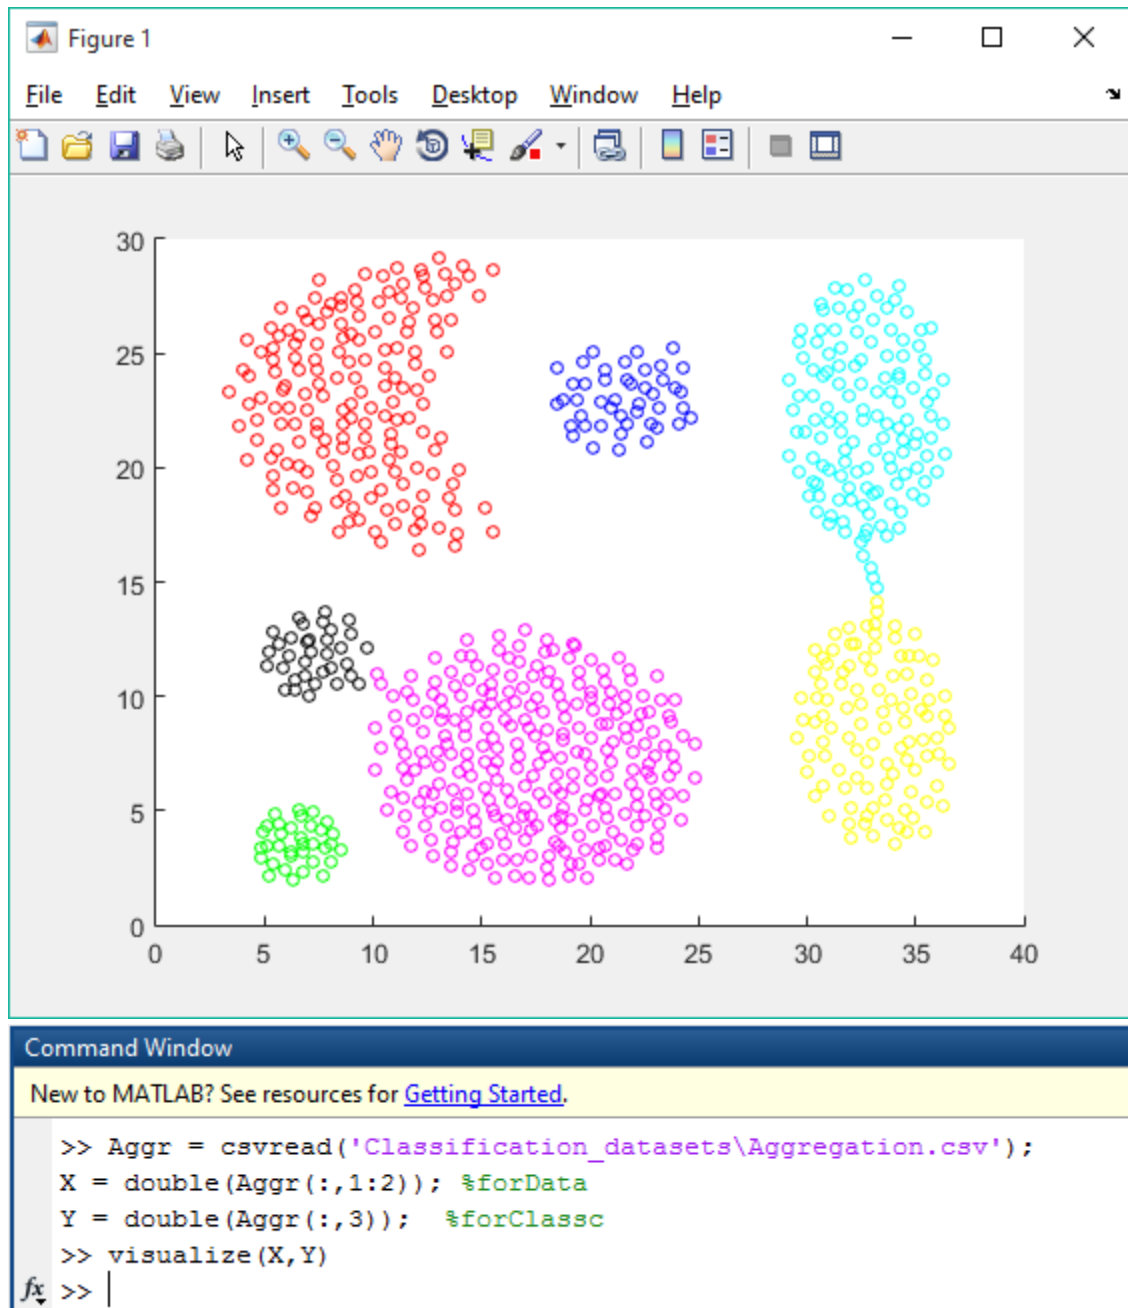 Figure 1
File Edit View Insert Tools Desktop Window Help
30
25
20
15
10
5
0
0 5 10 15 20 25 30 35 40
Command Window
New to MATLAB? See resources for Getting Started.
>> Aggr = csvread('Classification_datasets\Aggregation.csv');
X = double(Aggr(:,1:2)); %forData
Y = double(Aggr(:,3));  %forClassc
>> visualize(X,Y)
fx >>